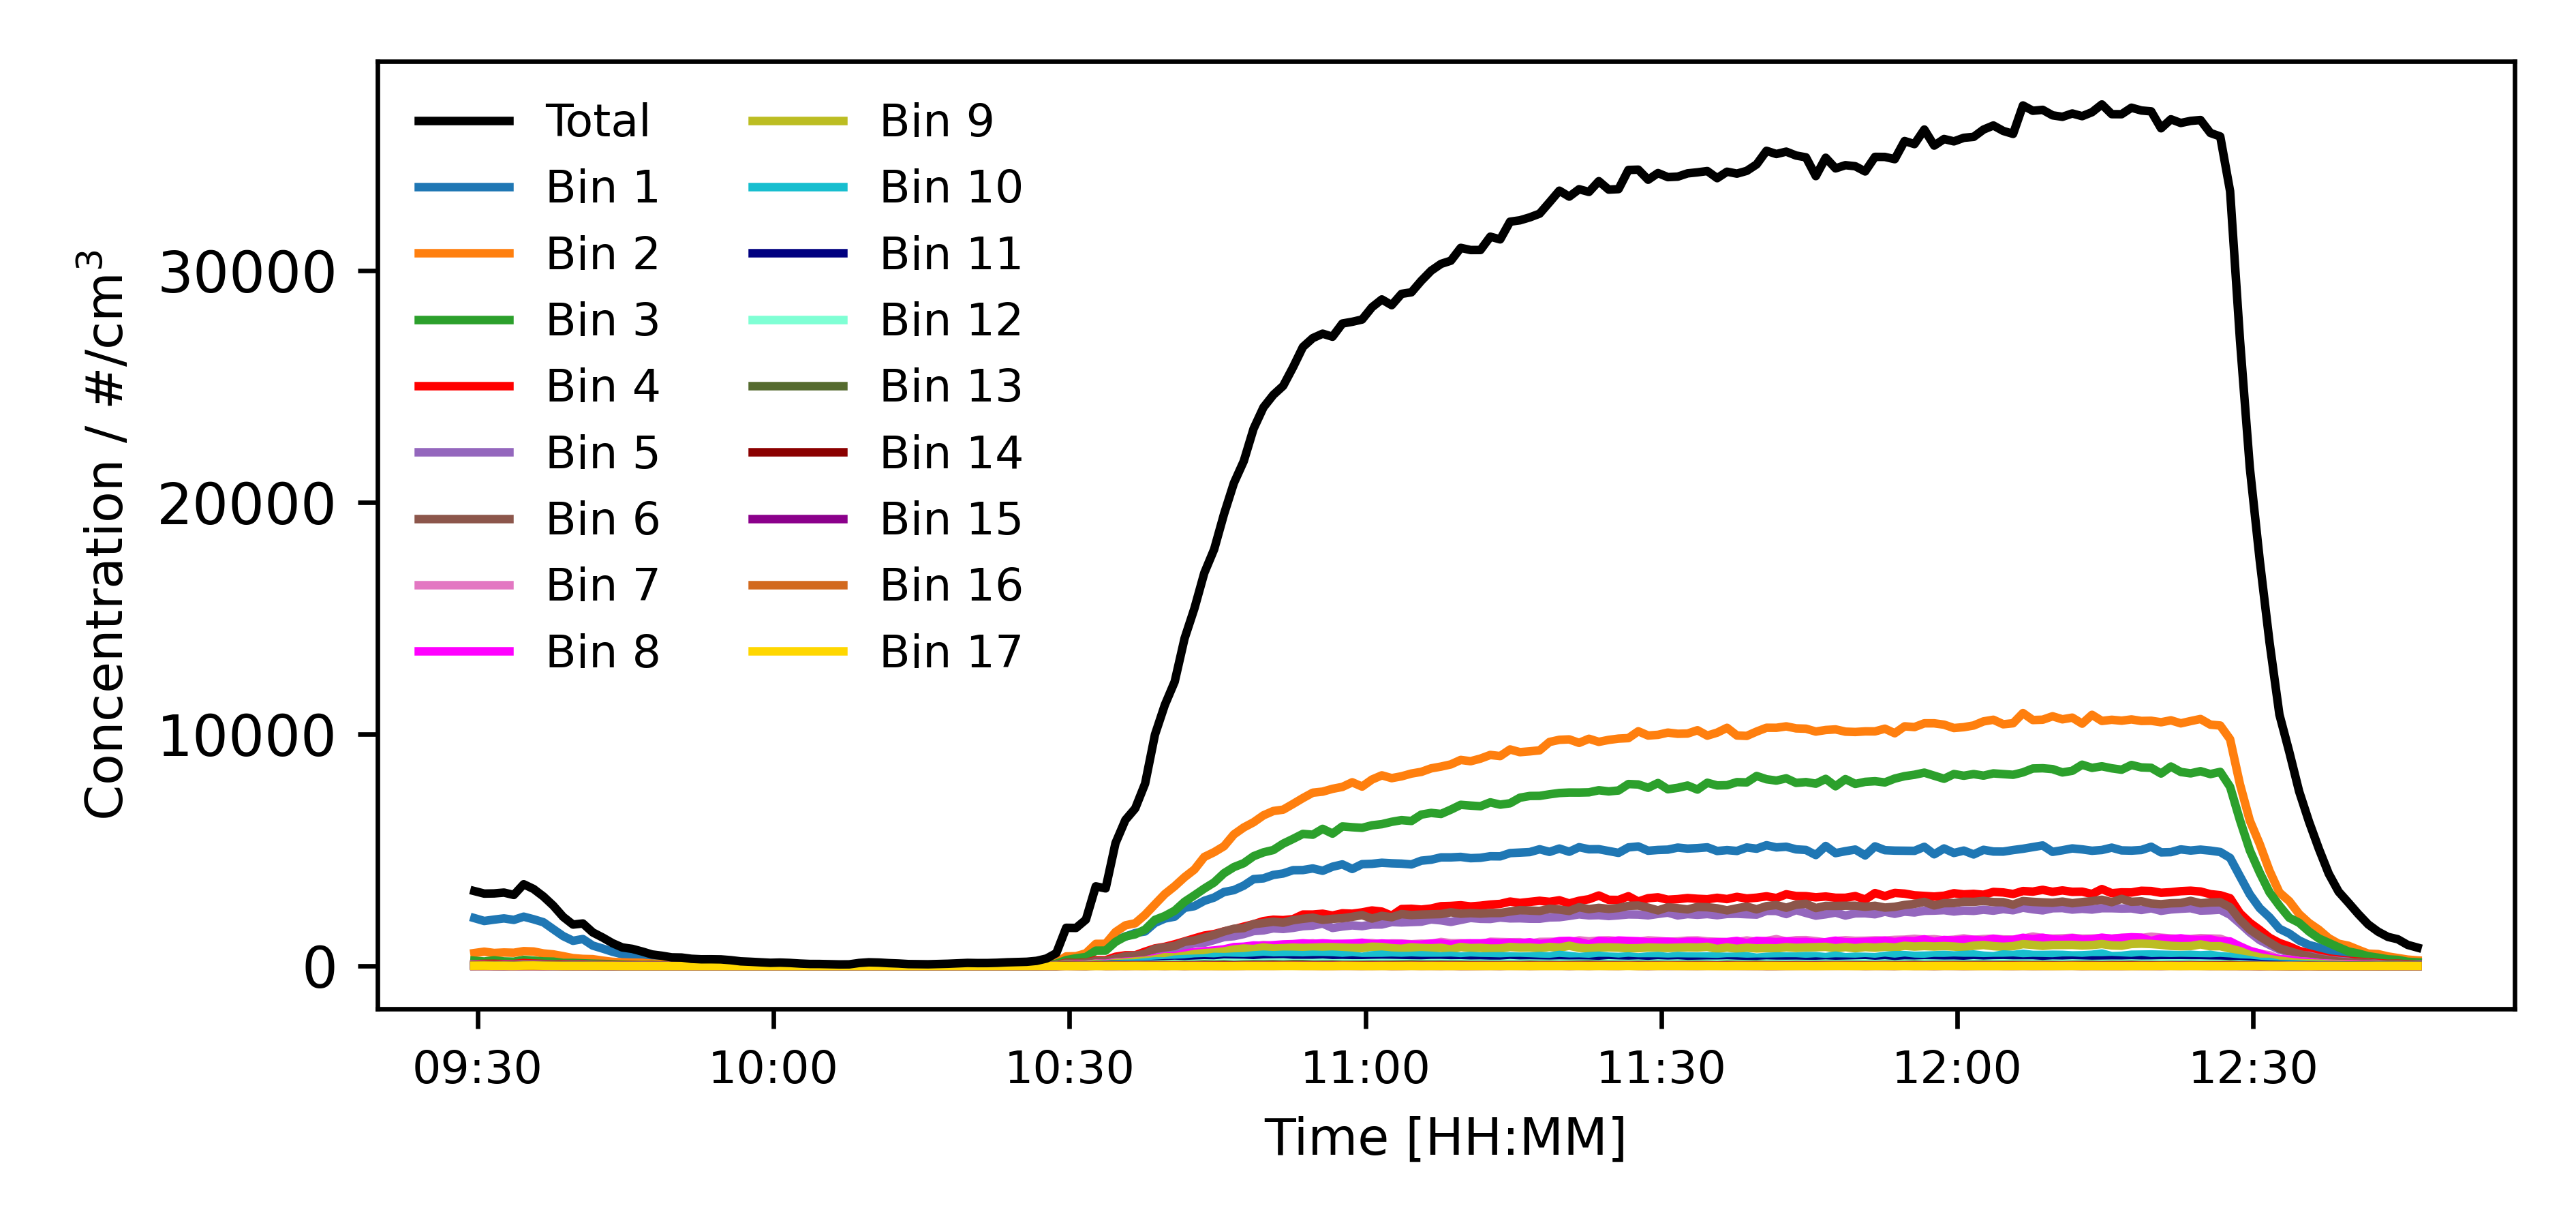 Concentration / #/cm³
30000
20000
10000
0
Total
Bin 1
Bin 2
Bin 3
Bin 4
Bin 5
Bin 6
Bin 7
Bin 8
Bin 9
Bin 10
Bin 11
Bin 12
Bin 13
Bin 14
Bin 15
Bin 16
Bin 17
09:30 10:00 10:30 11:00 11:30 12:00 12:30
Time [HH:MM]